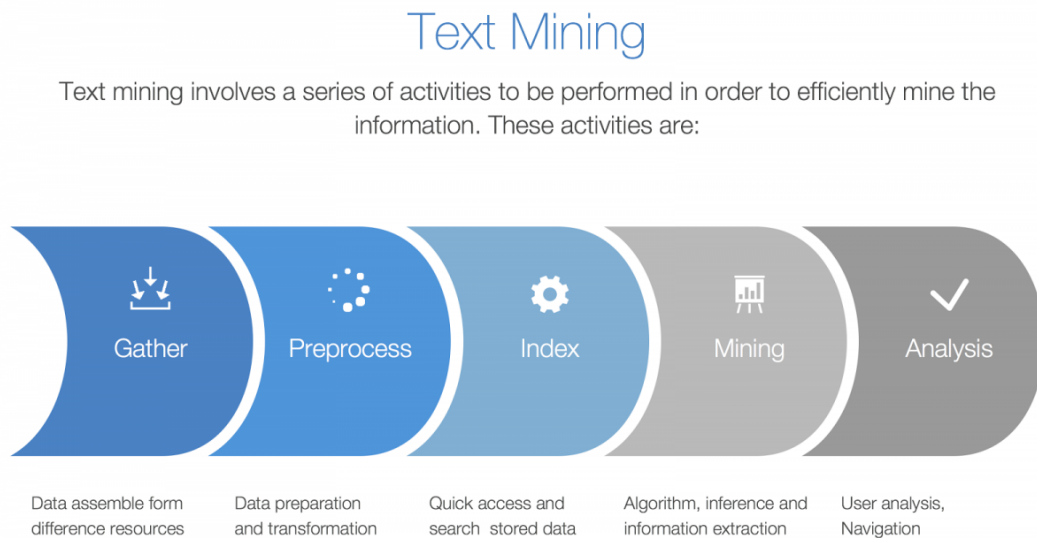 Text Mining
Text mining involves a series of activities to be performed in order to efficiently mine the
information. These activities are:
Gather
Preprocess
Index
Mining
Analysis
Data assemble form
difference resources
Data preparation
and transformation
Quick access and
search stored data
Algorithm, inference and
information extraction
User analysis,
Navigation